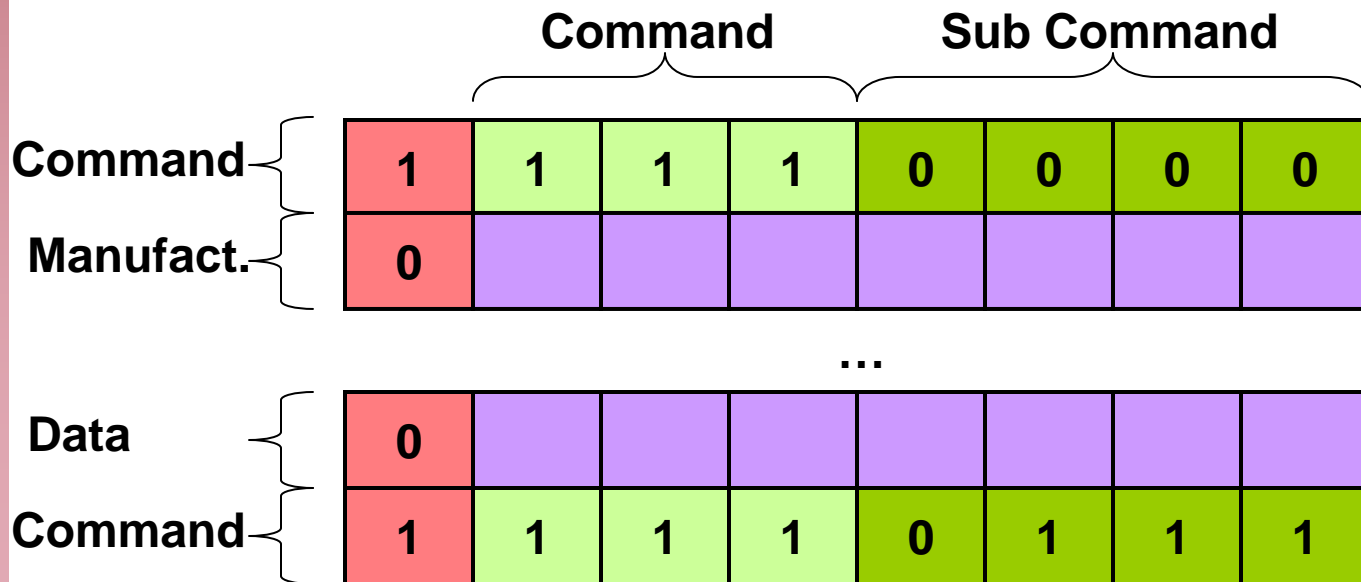 Command Sub Command
Command 1 1 1 1 0 0 0 0
Manufact. 0
...
Data 0
Command 1 1 1 1 0 1 1 1